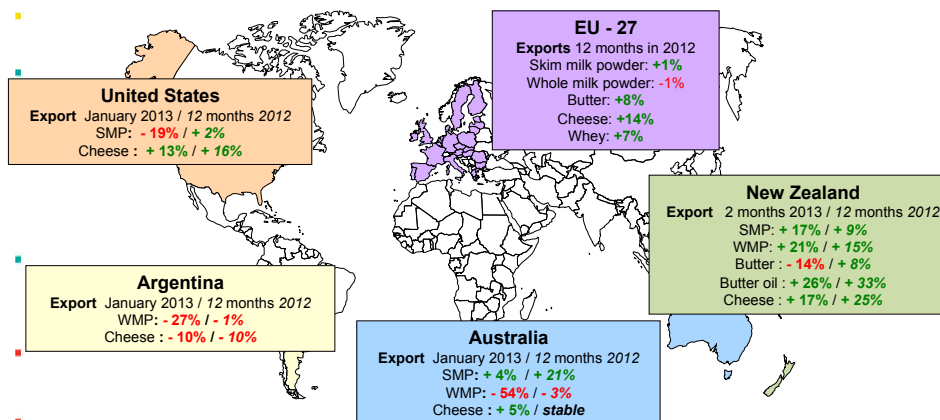 EU - 27
Exports 12 months in 2012
Skim milk powder: +1%
Whole milk powder: -1%
Butter: +8%
Cheese: +14%
Whey: +7%
United States
Export January 2013 / 12 months 2012
SMP: - 19% / + 2%
Cheese : + 13% / + 16%
New Zealand
Export 2 months 2013 / 12 months 2012
SMP: + 17% / + 9%
WMP: + 21% / + 15%
Butter : - 14% / + 8%
Butter oil : + 26% / + 33%
Cheese : + 17% / + 25%
Argentina
Export January 2013 / 12 months 2012
WMP: - 27% / - 1%
Cheese : - 10% / - 10%
Australia
Export January 2013 / 12 months 2012
SMP: + 4% / + 21%
WMP: - 54% / - 3%
Cheese : + 5% / stable